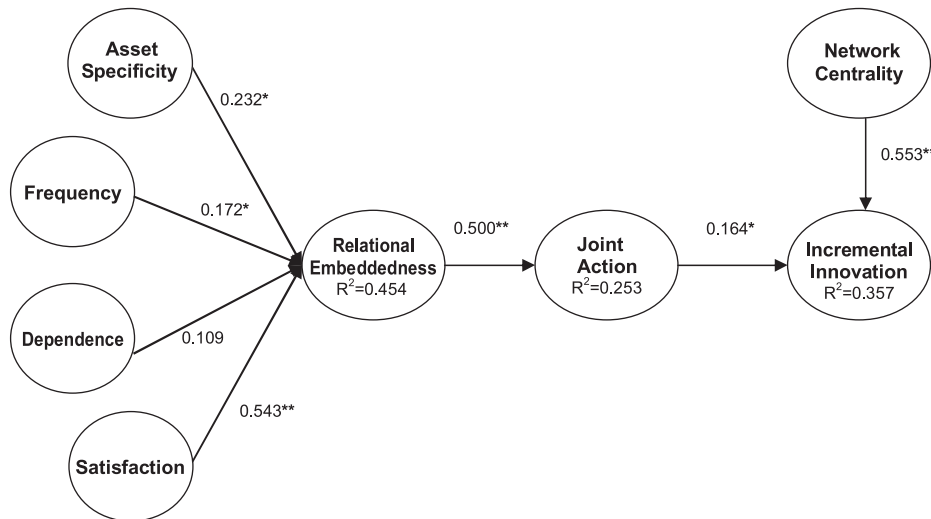 Asset
Specificity
0.232*
Frequency
0.172*
Dependence
0.109
Satisfaction
0.543**
Relational
Embeddedness
R²=0.454
0.500**
Joint
Action
R²=0.253
0.164*
Network
Centrality
0.553**
Incremental
Innovation
R²=0.357